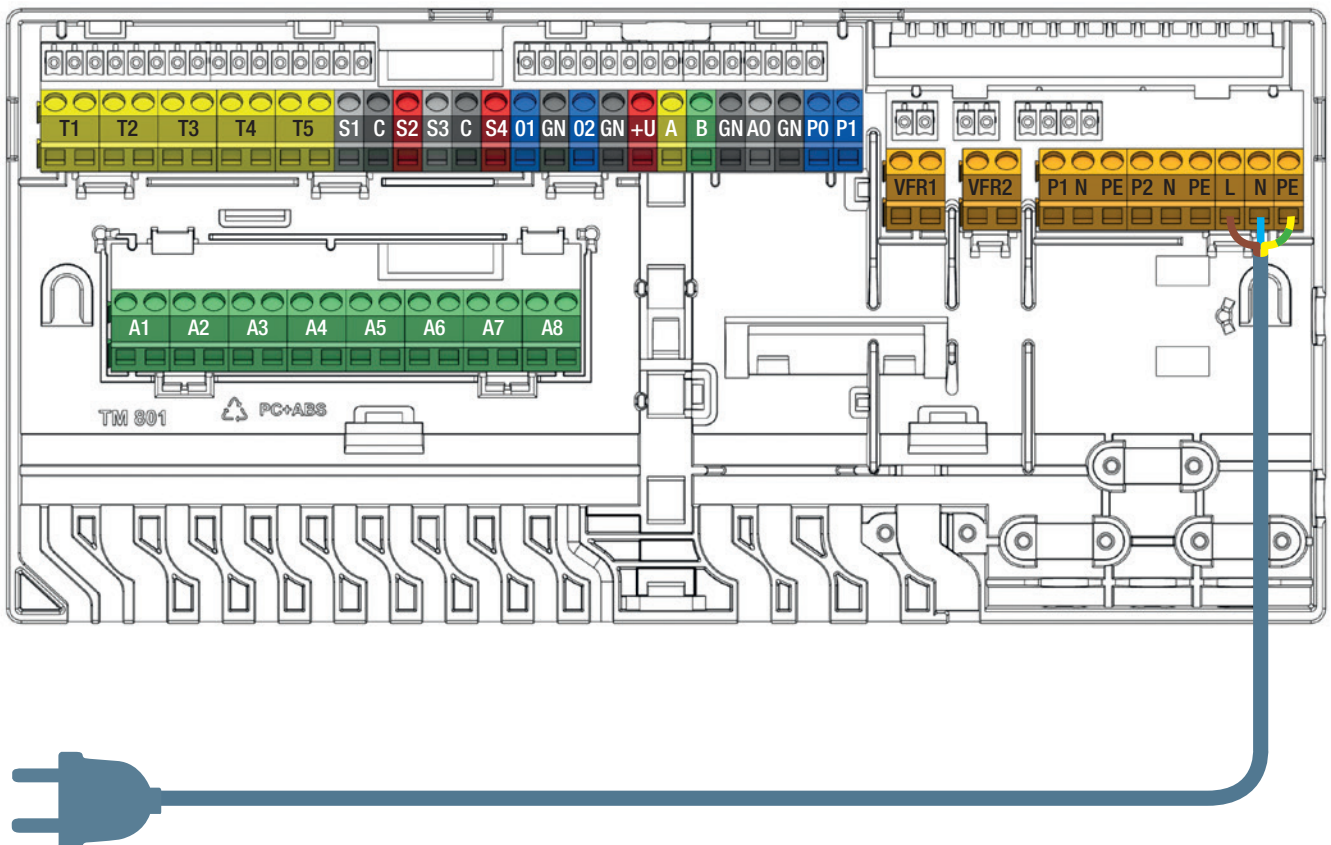 T1 T2 T3 T4 T5 S1 C S2 S3 C S4 01 GN 02 GN +U A B GN AO GN P0 P1
VFR1 VFR2 P1 N PE P2 N PE L N PE
A1 A2 A3 A4 A5 A6 A7 A8
TM 801 PC+ABS